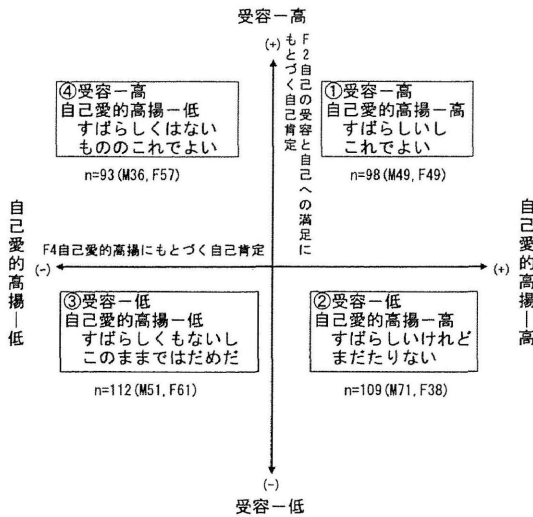 受容ー高
(+)
F2自己の受容と自己への満足に
もとづく自己肯定
④受容ー高
自己愛的高揚ー低
すばらしくはない
もののこれでよい
n=93(M36, F57)
①受容ー高
自己愛的高揚ー高
すばらしいし
これでよい
n=98(M49, F49)
自己愛的高揚ー低
F4自己愛的高揚にもとづく自己肯定
(-)
(+)
自己愛的高揚ー高
③受容ー低
自己愛的高揚ー低
すばらしくもないし
このままではだめだ
n=112(M51, F61)
②受容ー低
自己愛的高揚ー高
すばらしいけれど
まだたりない
n=109(M71, F38)
(-)
受容ー低